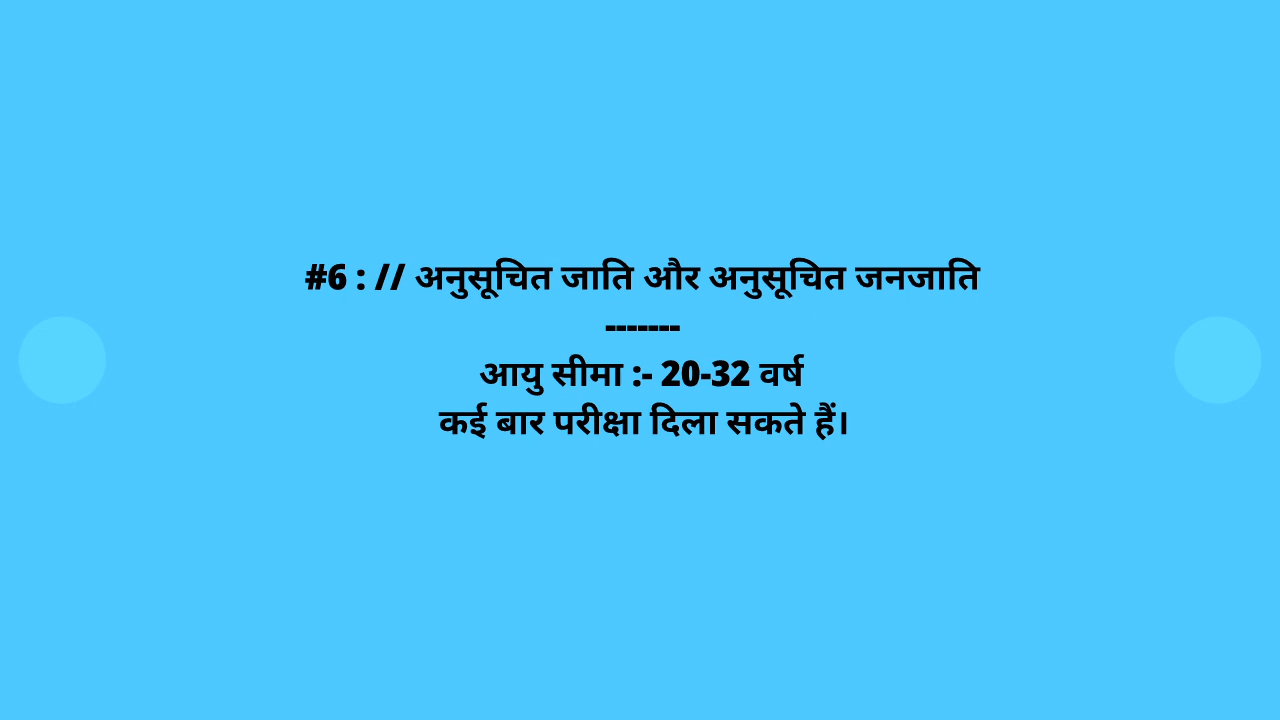 #6 : // अनुसूचित जाति और अनुसूचित जनजाति
-------
आयु सीमा :- 20-32 वर्ष
कई बार परीक्षा दिला सकते हैं।